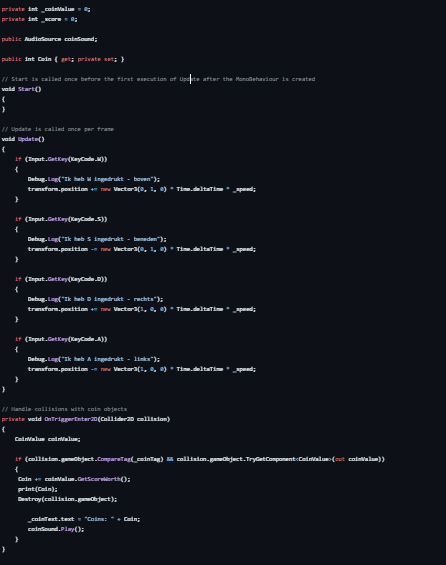 private int _coinValue = 0;
private int _score = 0;
public AudioSource coinSound;
public int Coin { get; private set; }
// Start is called once before the first execution of Update after the MonoBehaviour is created
void Start()
{
}
// Update is called once per frame
void Update()
{
if (Input.GetKey(KeyCode.W))
{
Debug.Log("Ik heb W ingedrukt - boven");
transform.position += new Vector3(0, 1, 0) * Time.deltaTime * _speed;
}
if (Input.GetKey(KeyCode.S))
{
Debug.Log("Ik heb S ingedrukt - beneden");
transform.position -= new Vector3(0, 1, 0) * Time.deltaTime * _speed;
}
if (Input.GetKey(KeyCode.D))
{
Debug.Log("Ik heb D ingedrukt - rechts");
transform.position += new Vector3(1, 0, 0) * Time.deltaTime * _speed;
}
if (Input.GetKey(KeyCode.A))
{
Debug.Log("Ik heb A ingedrukt - links");
transform.position -= new Vector3(1, 0, 0) * Time.deltaTime * _speed;
}
}
// Handle collisions with coin objects
private void OnTriggerEnter2D(Collider2D collision)
{
CoinValue coinValue;
if (collision.gameObject.CompareTag(_coinTag) && collision.gameObject.TryGetComponent<CoinValue>(out coinValue))
{
Coin += coinValue.GetScoreWorth();
print(Coin);
Destroy(collision.gameObject);
_coinText.text = "Coins: " + Coin;
coinSound.Play();
}
}